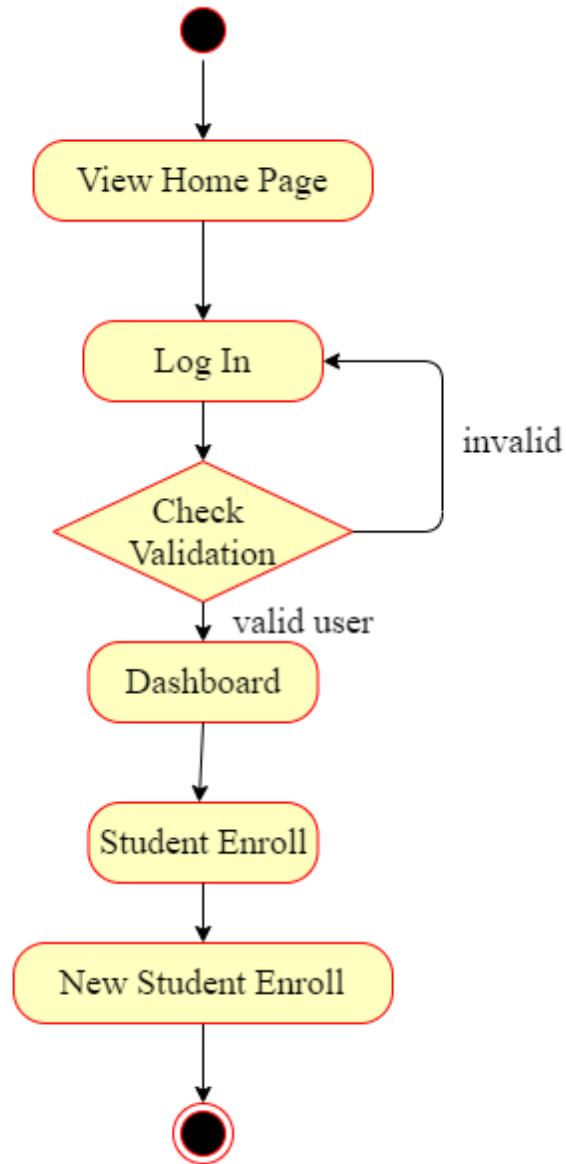 View Home Page
Log In
invalid
Check
Validation
valid user
Dashboard
Student Enroll
New Student Enroll